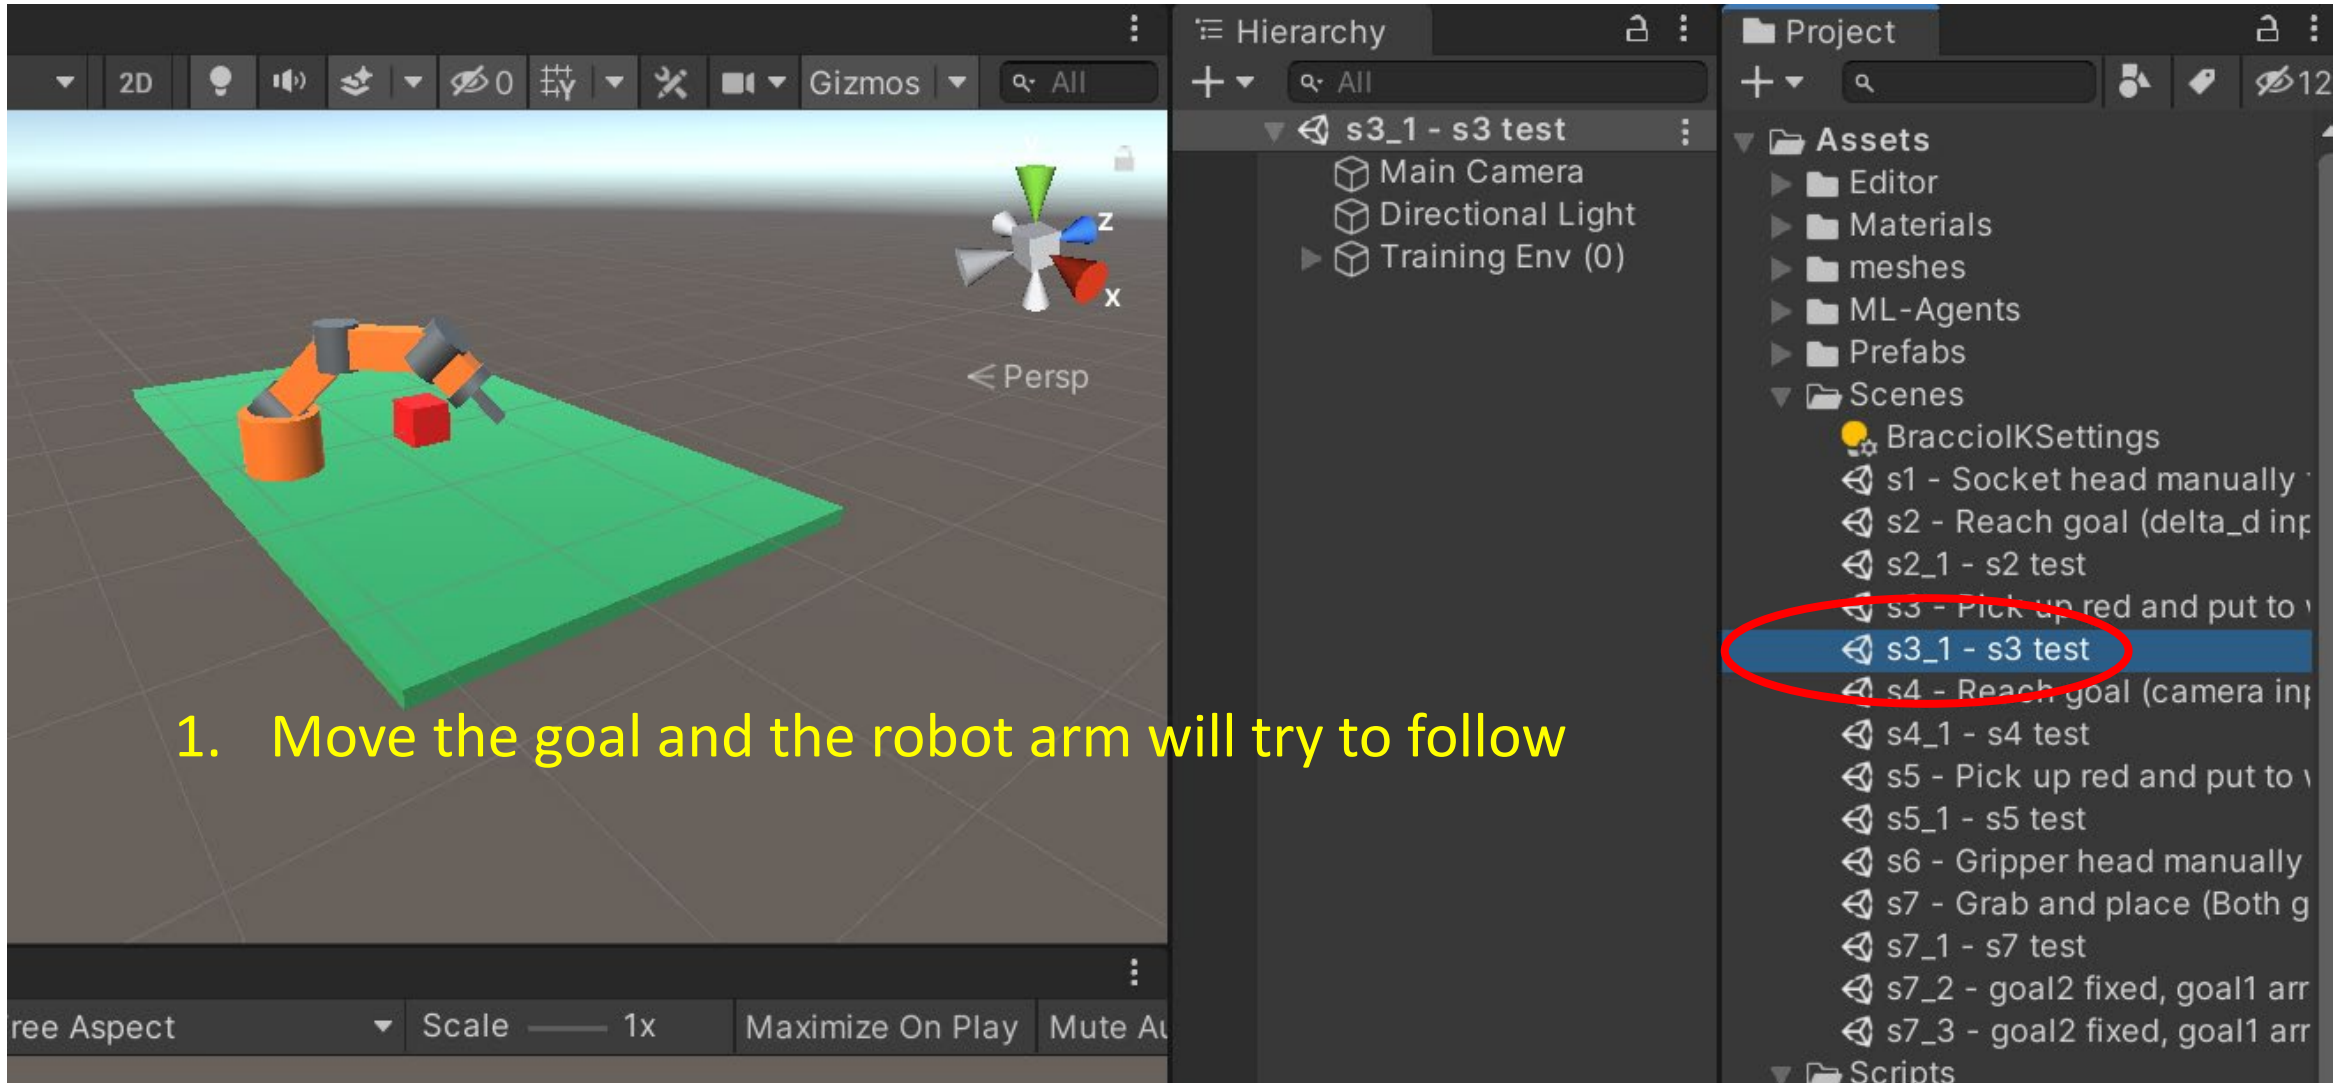 Hierarchy
Project
2D
0
Gizmos
All
All
12
s3_1 - s3 test
Main Camera
Directional Light
Training Env (0)
z
x
Persp
Assets
Editor
Materials
meshes
ML-Agents
Prefabs
Scenes
BraccioIKSettings
s1 - Socket head manually
s2 - Reach goal (delta_d inp
s2_1 - s2 test
s3 - Pick up red and put to
s3_1 - s3 test
s4 - Reach goal (camera inp
s4_1 - s4 test
s5 - Pick up red and put to
s5_1 - s5 test
s6 - Gripper head manually
s7 - Grab and place (Both g
s7_1 - s7 test
s7_2 - goal2 fixed, goal1 arr
s7_3 - goal2 fixed, goal1 arr
Scripts
1. Move the goal and the robot arm will try to follow
ree Aspect
Scale
1x
Maximize On Play
Mute Au